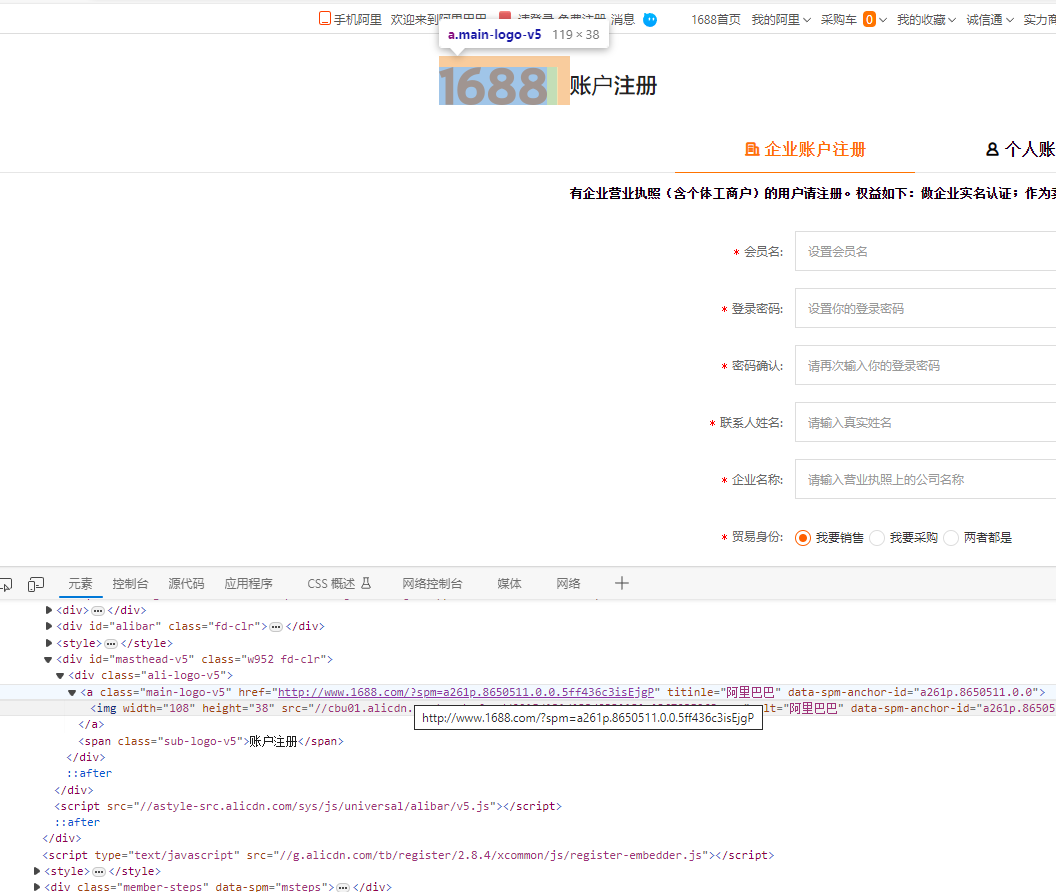 手机阿里 欢迎来到阿里巴巴 请登录 免费注册 消息 1688首页 我的阿里 采购车 0 我的收藏 诚信通 实力商
a.main-logo-v5 119 × 38
1688 账户注册
企业账户注册 个人账
有企业营业执照（含个体工商户）的用户请注册。权益如下：做企业实名认证；作为卖
* 会员名: 设置会员名
* 登录密码: 设置你的登录密码
* 密码确认: 请再次输入你的登录密码
* 联系人姓名: 请输入真实姓名
* 企业名称: 请输入营业执照上的公司名称
* 贸易身份: 我要销售 我要采购 两者都是
元素 控制台 源代码 应用程序 CSS 概述 网络控制台 媒体 网络 +
▶<div>…</div>
▶<div id="alibar" class="fd-clr">…</div>
▶<style>…</style>
▼<div id="masthead-v5" class="w952 fd-clr">
▼<div class="ali-logo-v5">
▼<a class="main-logo-v5" href="http://www.1688.com/?spm=a261p.8650511.0.0.5ff436c3isEjgP" titinle="阿里巴巴" data-spm-anchor-id="a261p.8650511.0.0">
<img width="108" height="38" src="//cbu01.alicdn. lt="阿里巴巴" data-spm-anchor-id="a261p.86505
http://www.1688.com/?spm=a261p.8650511.0.0.5ff436c3isEjgP
</a>
<span class="sub-logo-v5">账户注册</span>
</div>
::after
</div>
<script src="//astyle-src.alicdn.com/sys/js/universal/alibar/v5.js"></script>
::after
</div>
<script type="text/javascript" src="//g.alicdn.com/tb/register/2.8.4/xcommon/js/register-embedder.js"></script>
▶<style>…</style>
▶<div class="member-steps" data-spm="msteps">…</div>